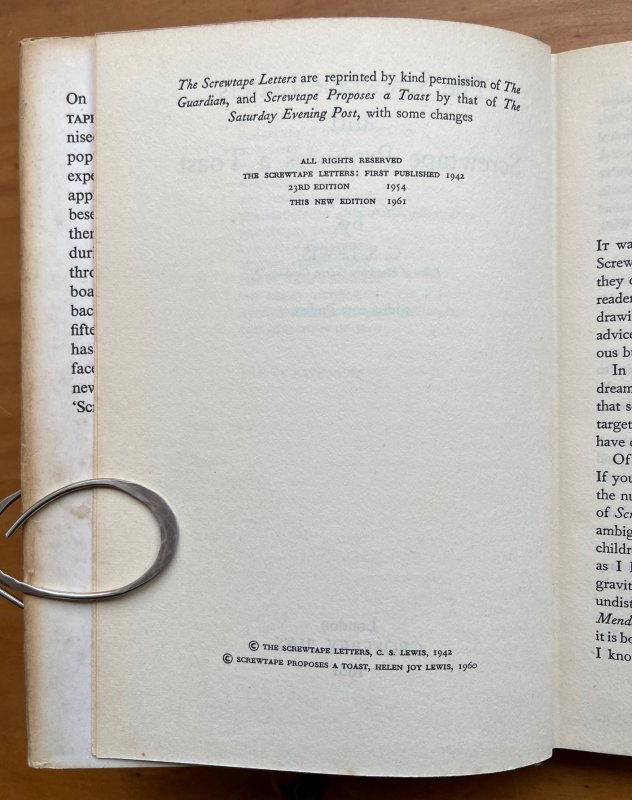 On
TAPE
nise
pop
expe
app
bese
ther
duri
thro
boa
bac
fifte
has
face
new
‘Scr
The Screwtape Letters are reprinted by kind permission of The
Guardian, and Screwtape Proposes a Toast by that of The
Saturday Evening Post, with some changes
ALL RIGHTS RESERVED
THE SCREWTAPE LETTERS: FIRST PUBLISHED 1942
23RD EDITION 1954
THIS NEW EDITION 1961
© THE SCREWTAPE LETTERS, C. S. LEWIS, 1942
© SCREWTAPE PROPOSES A TOAST, HELEN JOY LEWIS, 1960
IT wa
Screw
they
reader
drawi
advice
ous bu
In
dream
that s
target
have
Of
If you
the nu
of Scr
ambig
childr
as I
gravit
undist
Mend
it is bo
I kno